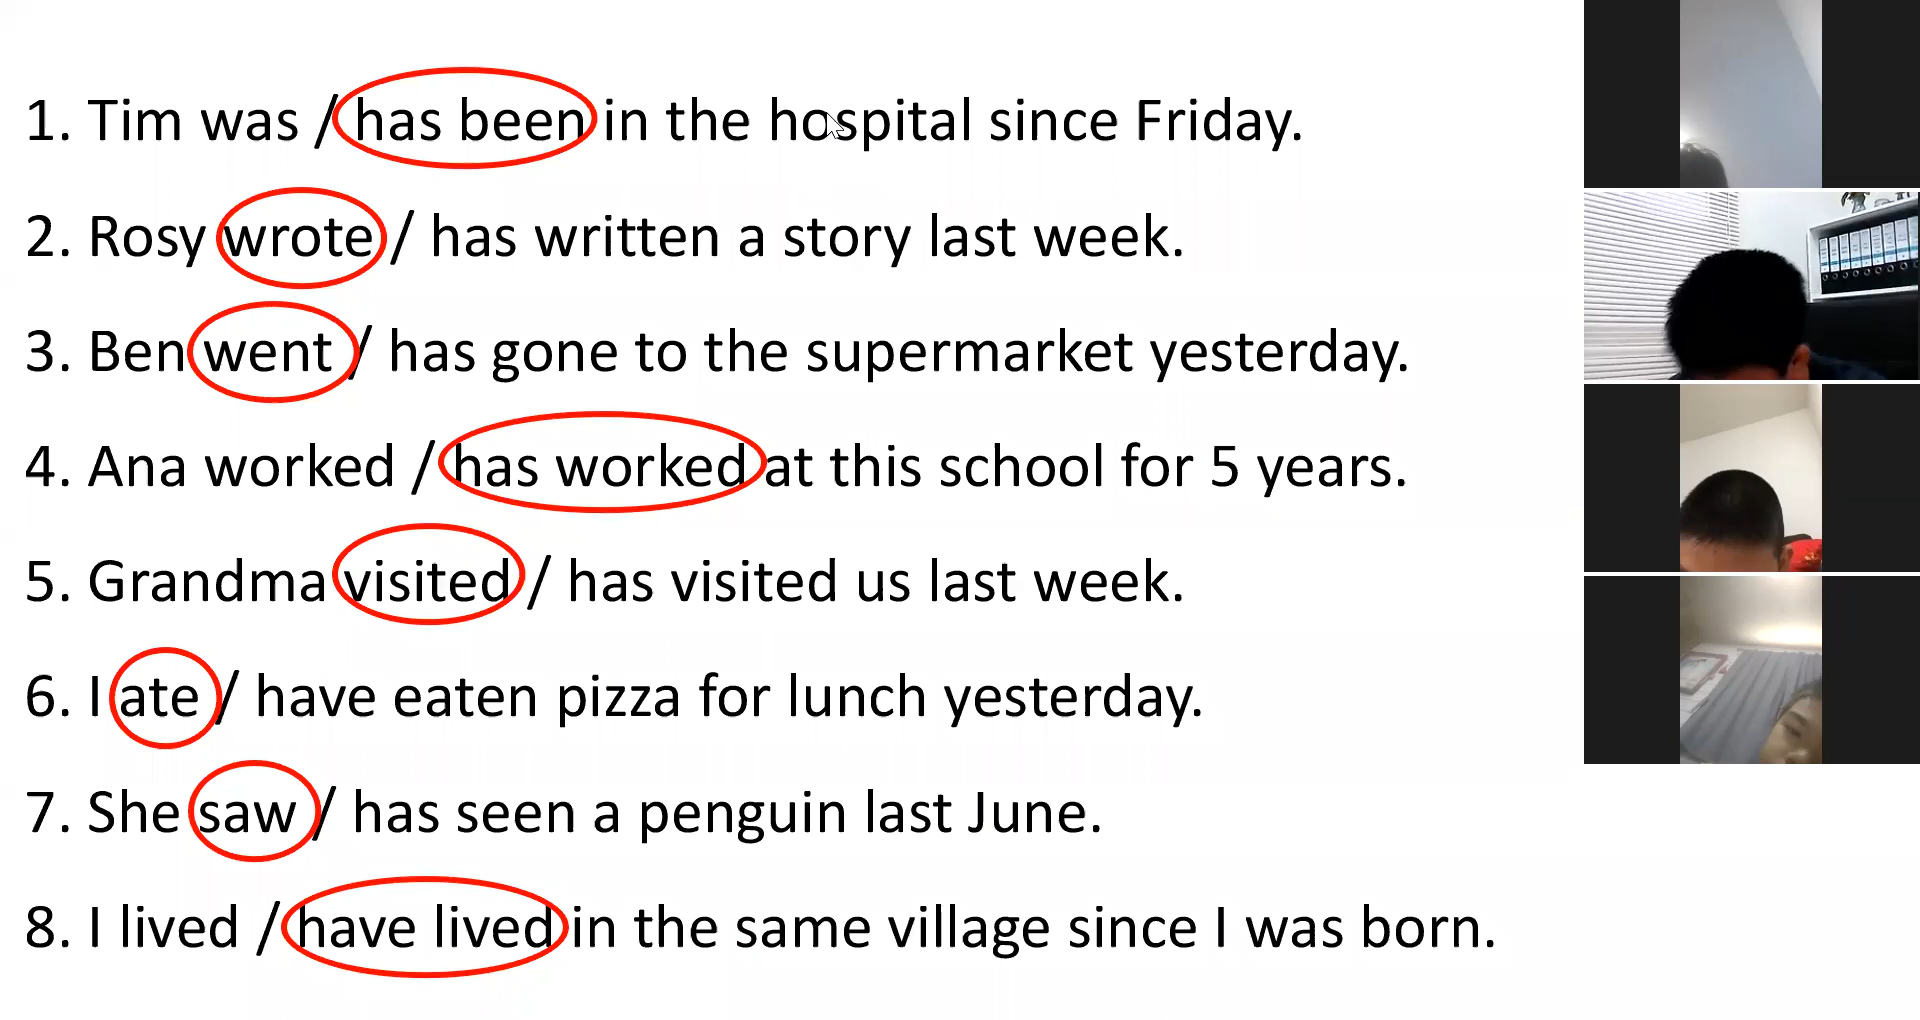 1. Tim was / has been in the hospital since Friday.
2. Rosy wrote / has written a story last week.
3. Ben went / has gone to the supermarket yesterday.
4. Ana worked / has worked at this school for 5 years.
5. Grandma visited / has visited us last week.
6. I ate / have eaten pizza for lunch yesterday.
7. She saw / has seen a penguin last June.
8. I lived / have lived in the same village since I was born.